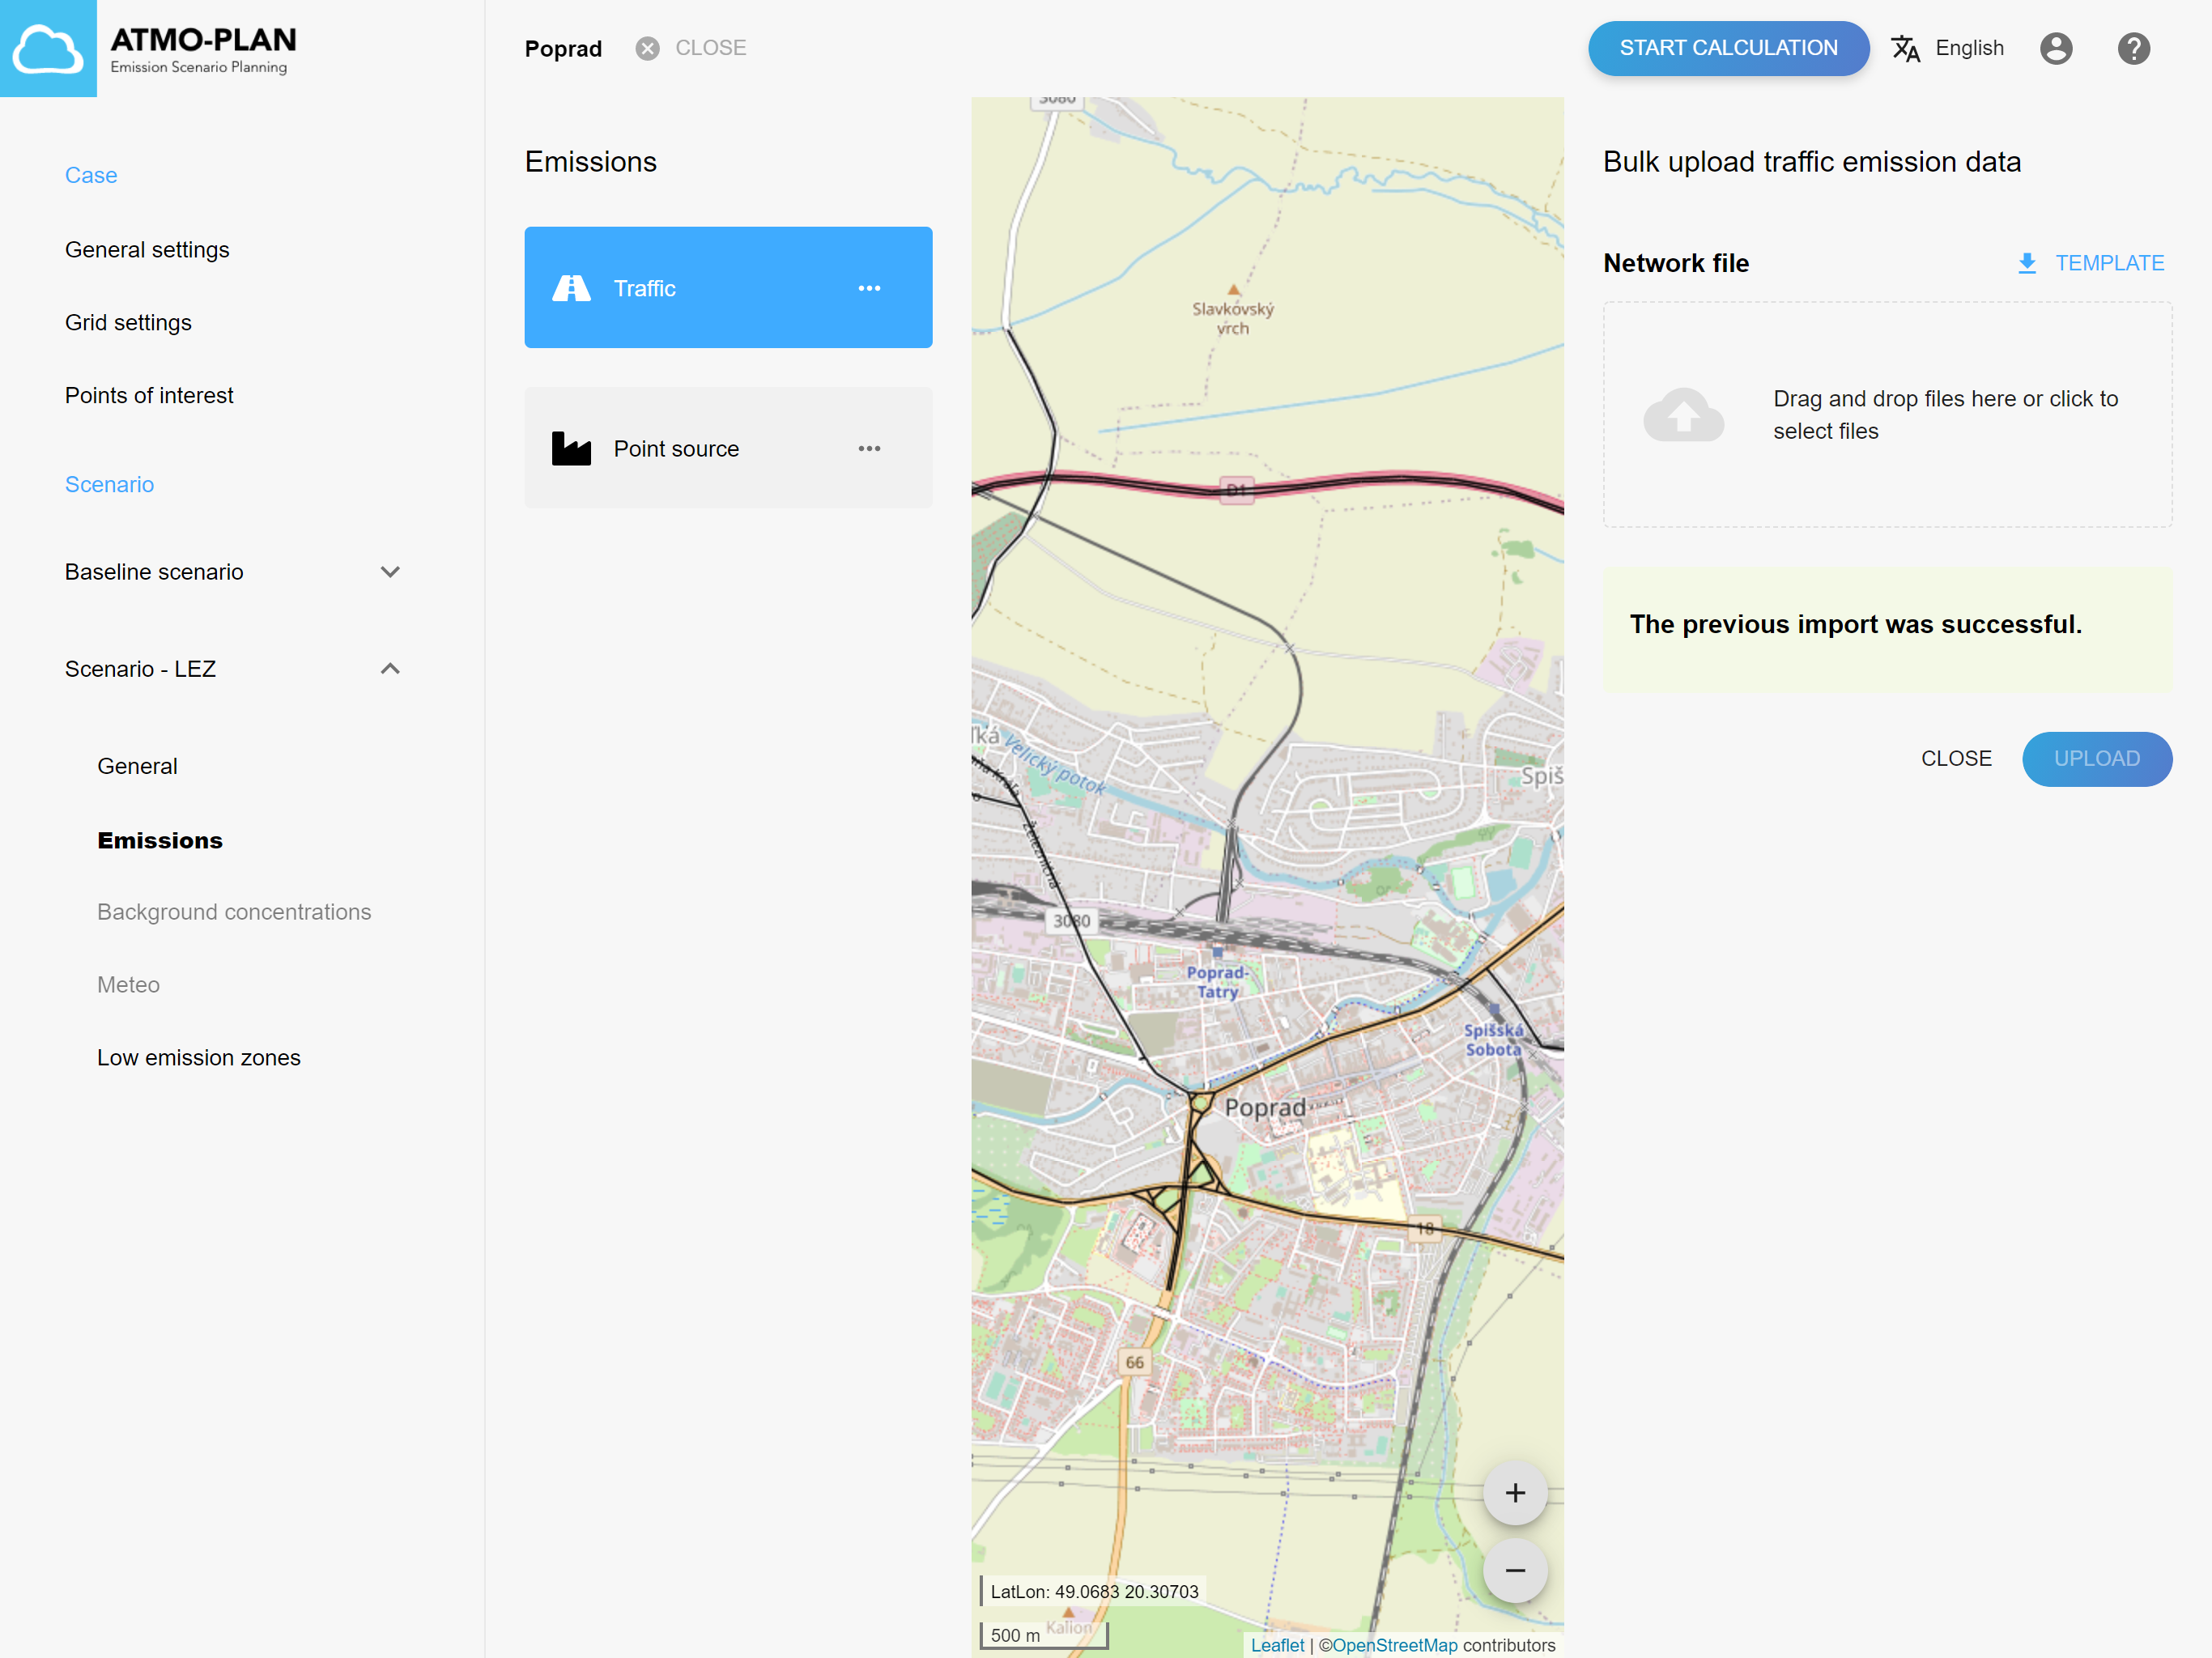 ATMO-PLAN
Emission Scenario Planning
Poprad
CLOSE
START CALCULATION
English
Case
General settings
Grid settings
Points of interest
Scenario
Baseline scenario
Scenario - LEZ
General
Emissions
Background concentrations
Meteo
Low emission zones
Emissions
Traffic
Point source
3080
Slavkovský
vrch
D1
Velický potok
Železničná
Spiš
3080
Poprad-
Tatry
Spišská
Sobota
Poprad
18
66
LatLon: 49.0683 20.30703
Kalion
500 m
Leaflet | ©OpenStreetMap contributors
Bulk upload traffic emission data
Network file
TEMPLATE
Drag and drop files here or click to
select files
The previous import was successful.
CLOSE
UPLOAD